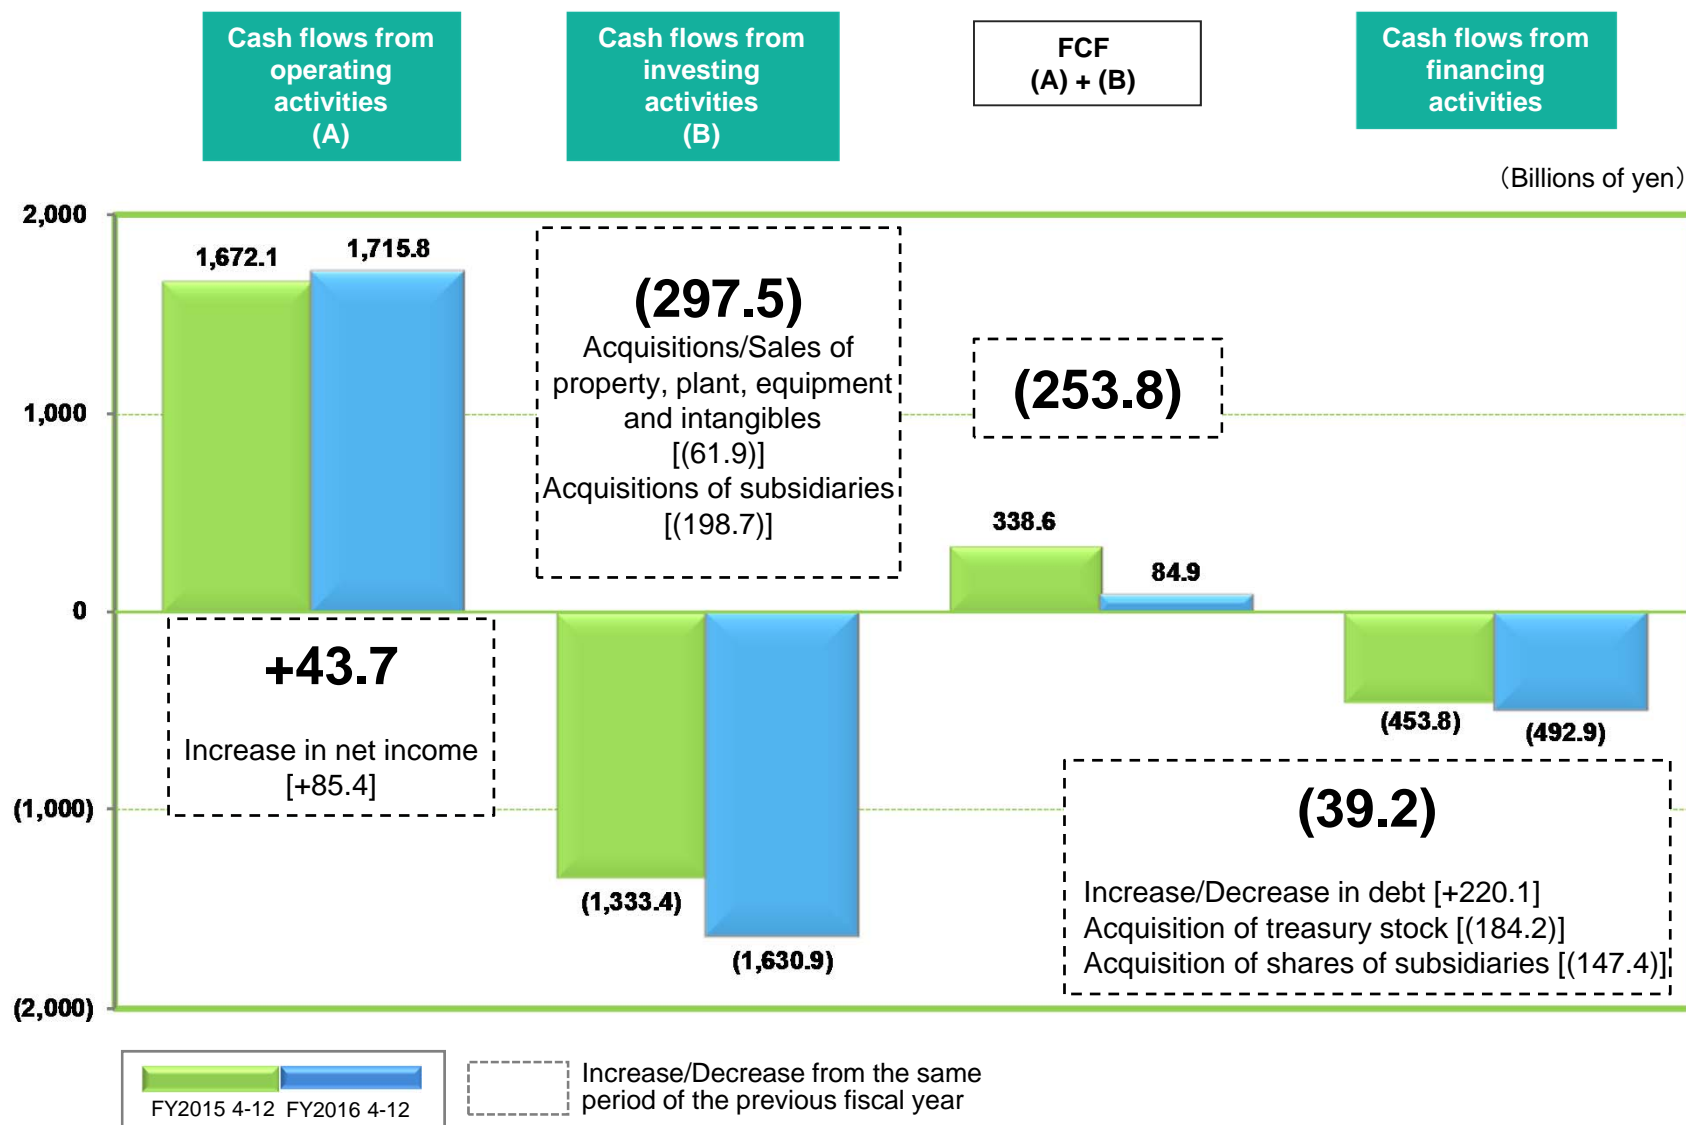 Cash flows from
operating
activities
(A)
Cash flows from
investing
activities
(B)
FCF
(A) + (B)
Cash flows from
financing
activities
（Billions of yen）
2,000
1,000
0
(1,000)
(2,000)
1,672.1
1,715.8
+43.7
Increase in net income
[+85.4]
(297.5)
Acquisitions/Sales of
property, plant, equipment
and intangibles
[(61.9)]
Acquisitions of subsidiaries
[(198.7)]
(1,333.4)
(1,630.9)
(253.8)
338.6
84.9
(453.8)
(492.9)
(39.2)
Increase/Decrease in debt [+220.1]
Acquisition of treasury stock [(184.2)]
Acquisition of shares of subsidiaries [(147.4)]
FY2015 4-12
FY2016 4-12
Increase/Decrease from the same
period of the previous fiscal year